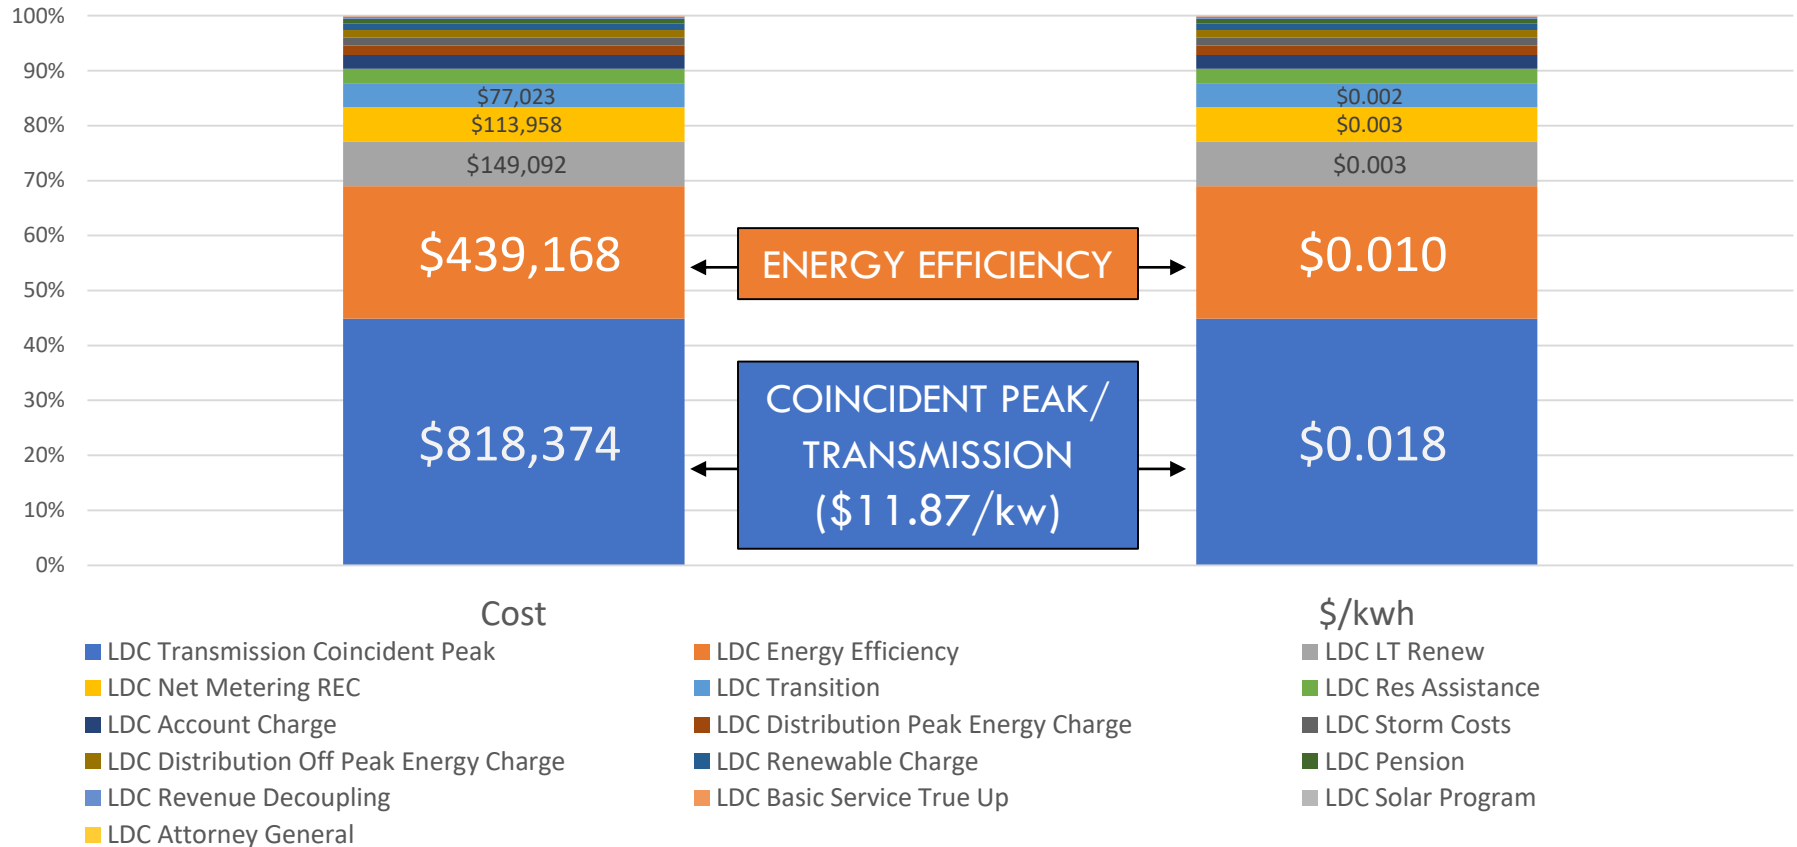 100%
90%
80%
70%
60%
50%
40%
30%
20%
10%
0%
$77,023
$113,958
$149,092
$439,168
$818,374
ENERGY EFFICIENCY
COINCIDENT PEAK/
TRANSMISSION
($11.87/kw)
$0.002
$0.003
$0.003
$0.010
$0.018
Cost
$/kwh
LDC Transmission Coincident Peak
LDC Energy Efficiency
LDC LT Renew
LDC Net Metering REC
LDC Transition
LDC Res Assistance
LDC Account Charge
LDC Distribution Peak Energy Charge
LDC Storm Costs
LDC Distribution Off Peak Energy Charge
LDC Renewable Charge
LDC Pension
LDC Revenue Decoupling
LDC Basic Service True Up
LDC Solar Program
LDC Attorney General